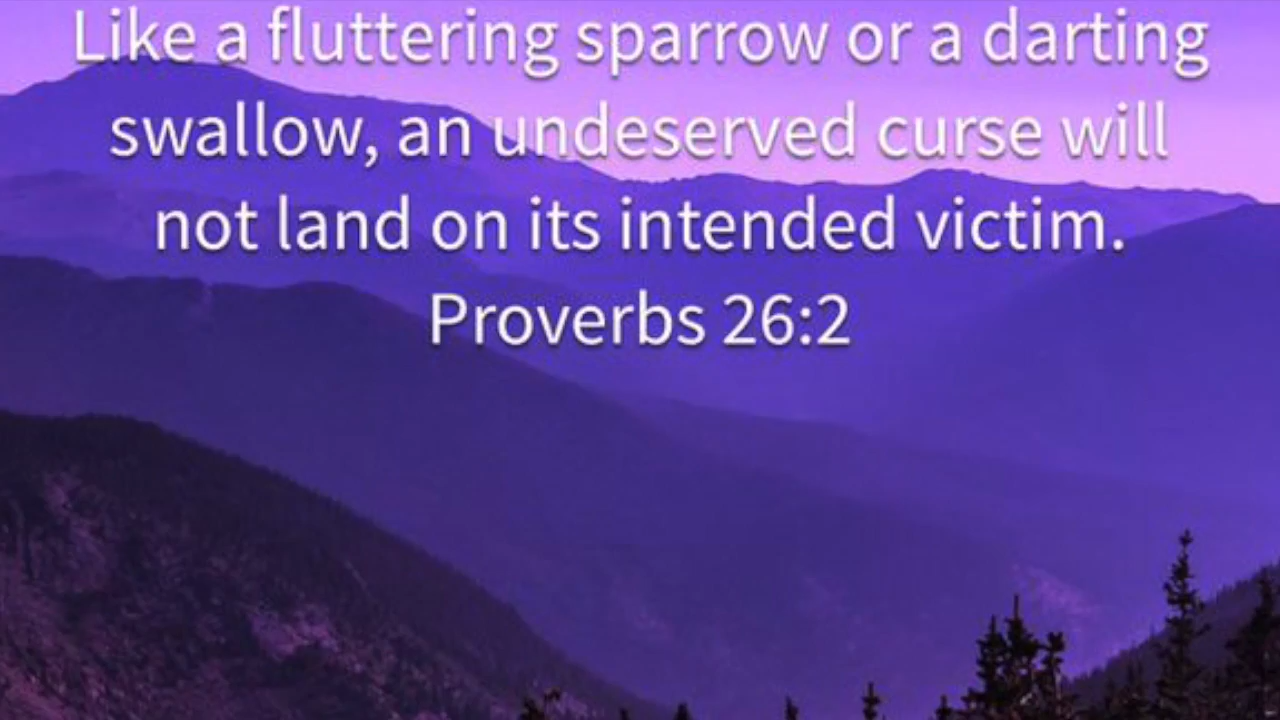 Like a fluttering sparrow or a darting
swallow, an undeserved curse will
not land on its intended victim.
Proverbs 26:2